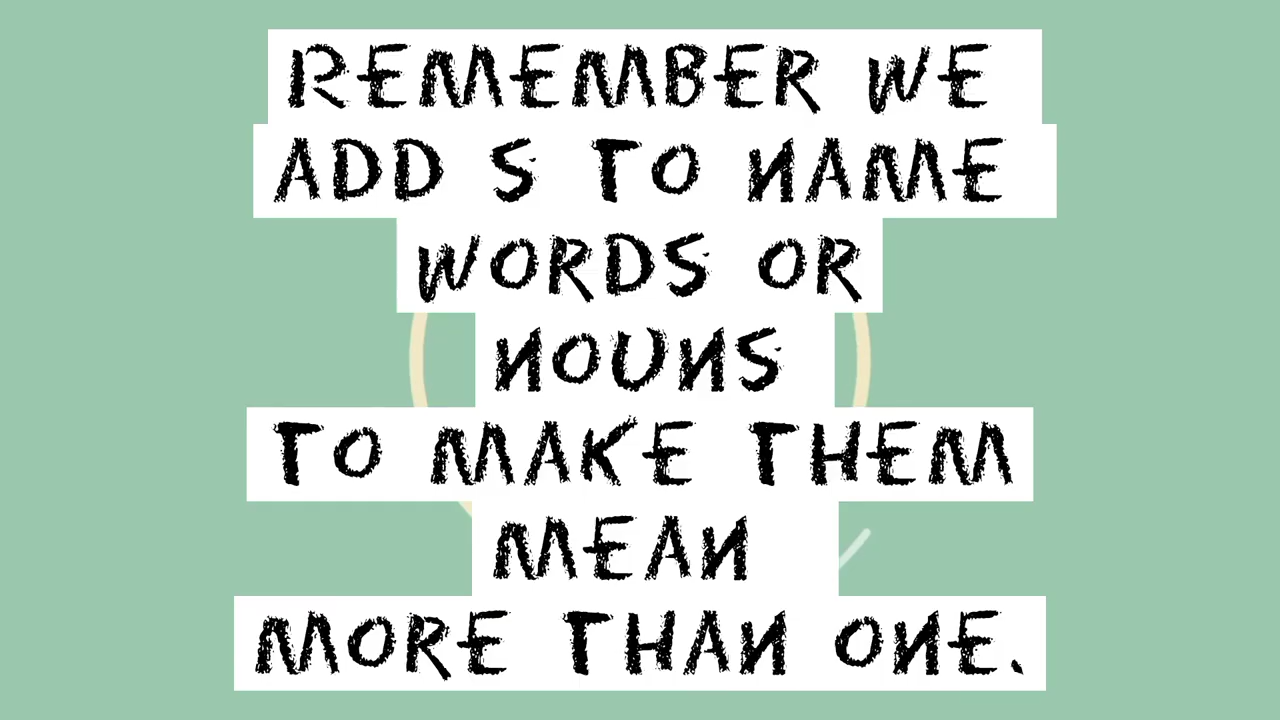 REMEMBER WE
ADD S TO NAME
WORDS OR
NOUNS
TO MAKE THEM
MEAN
MORE THAN ONE.